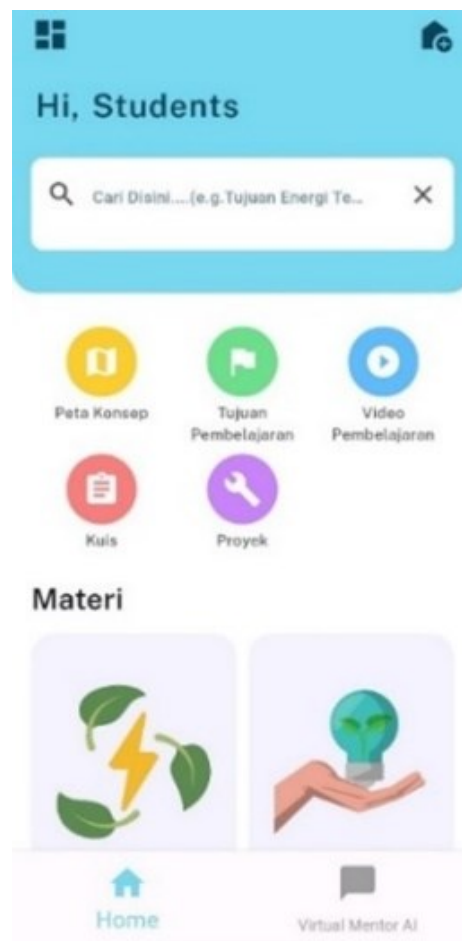 Hi, Students
Cari Disini....(e.g.Tujuan Energi Te...
Peta Konsep
Tujuan
Pembelajaran
Video
Pembelajaran
Kuis
Proyek
Materi
Home
Virtual Mentor AI